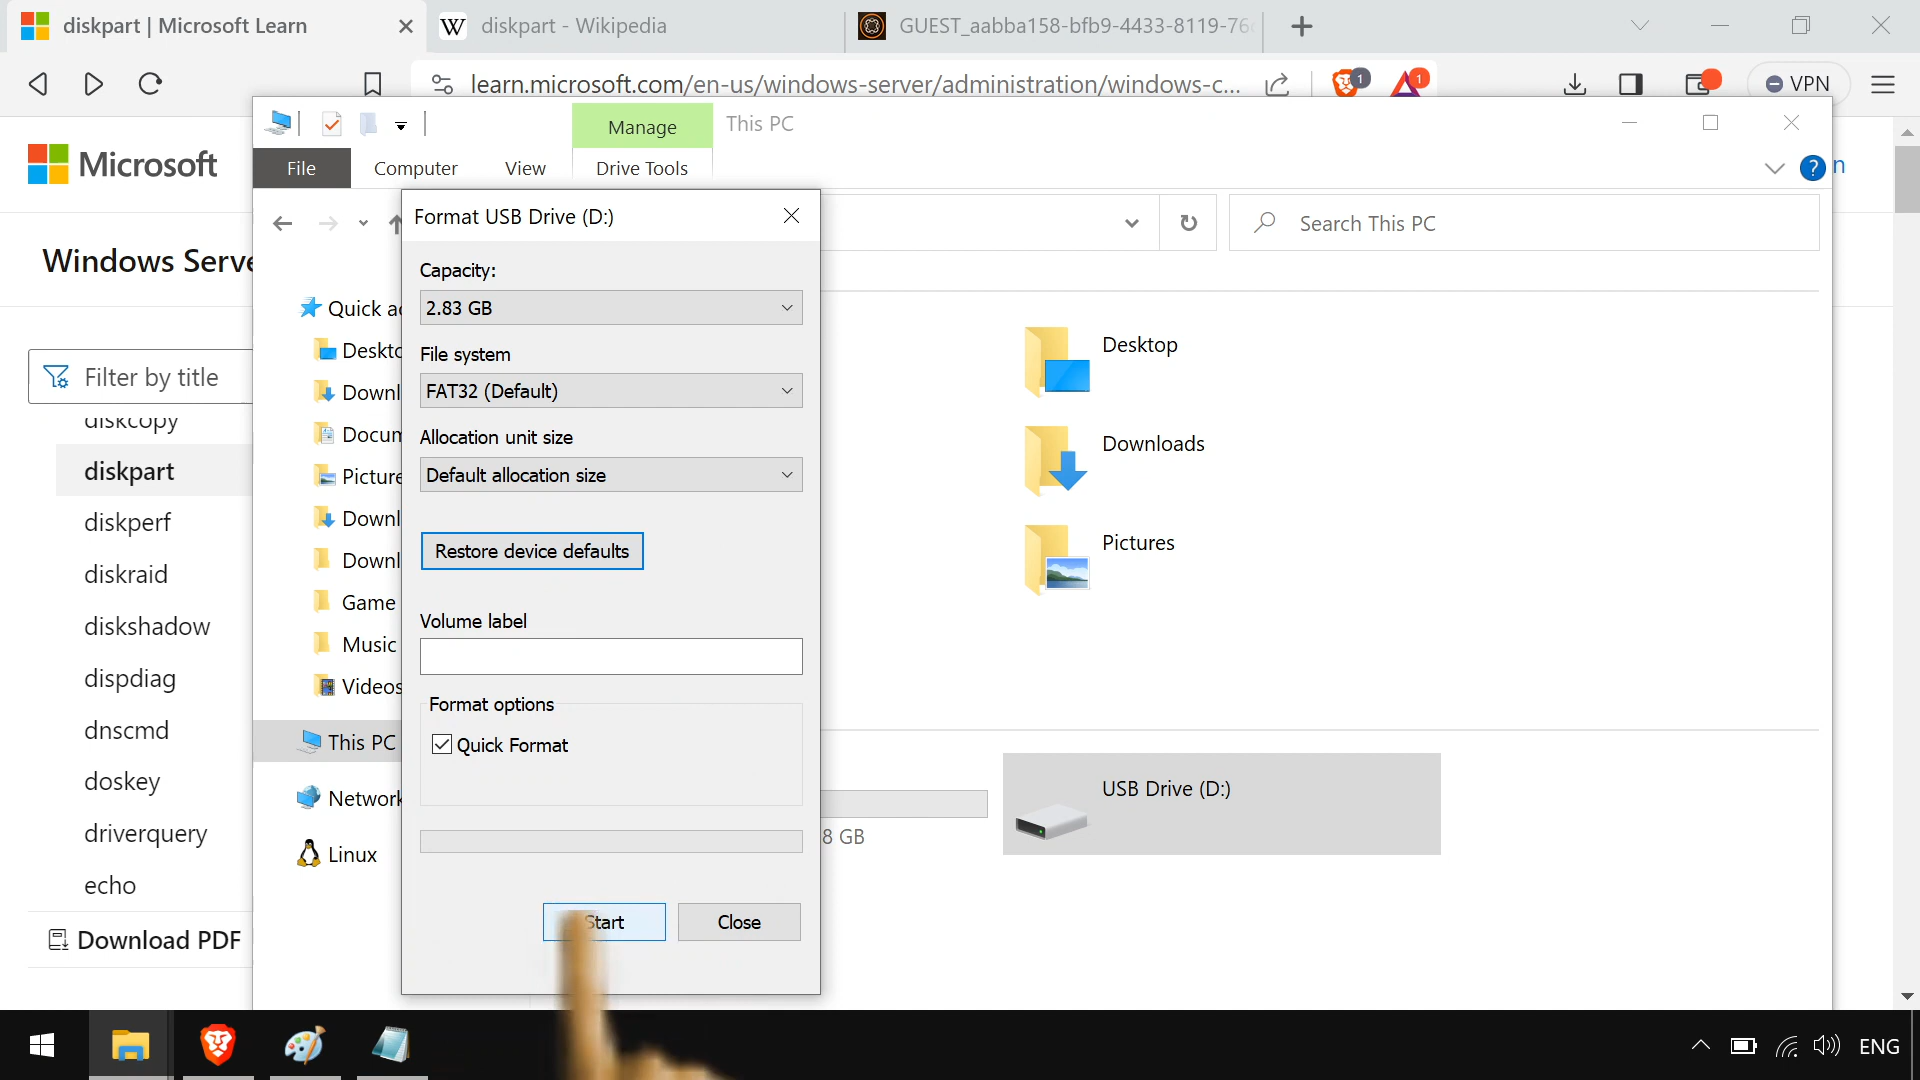 diskpart | Microsoft Learn
diskpart - Wikipedia
GUEST_aabba158-bfb9-4433-8119-76
learn.microsoft.com/en-us/windows-server/administration/windows-c...
1
1
VPN
Microsoft
Windows Serve
Filter by title
diskcopy
diskpart
diskperf
diskraid
diskshadow
dispdiag
dnscmd
doskey
driverquery
echo
Download PDF
Manage
This PC
File
Computer
View
Drive Tools
?
n
Search This PC
Quick ac
Deskto
Downl
Docum
Picture
Downl
Downl
Game
Music
Videos
This PC
Network
Linux
Format USB Drive (D:)
Capacity:
2.83 GB
File system
FAT32 (Default)
Allocation unit size
Default allocation size
Restore device defaults
Volume label
Format options
Quick Format
Start
Close
Desktop
Downloads
Pictures
8 GB
USB Drive (D:)
ENG